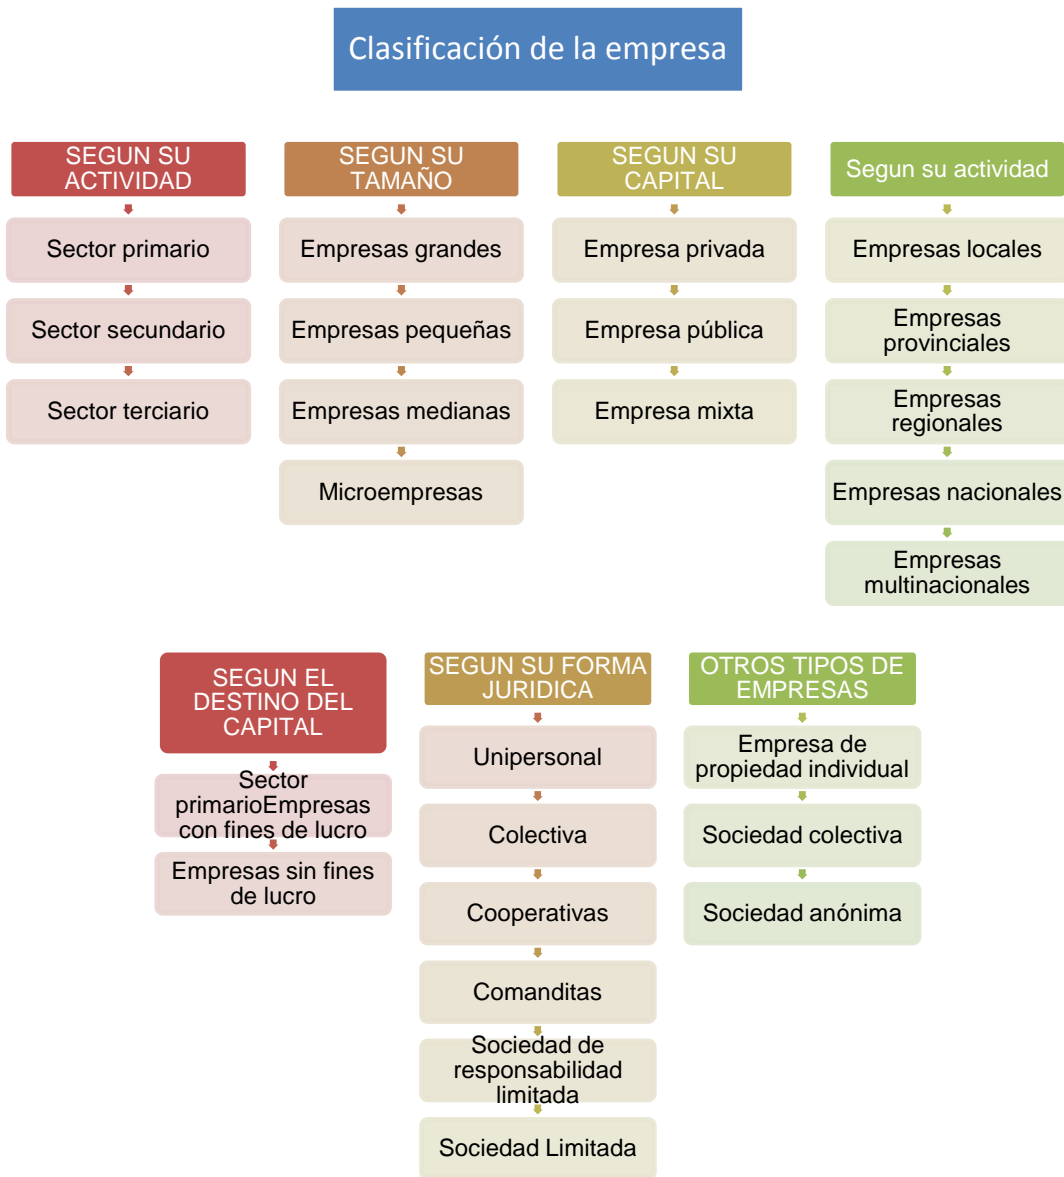 Clasificación de la empresa
SEGUN SU
ACTIVIDAD
Sector primario
Sector secundario
Sector terciario
SEGUN SU
TAMAÑO
Empresas grandes
Empresas pequeñas
Empresas medianas
Microempresas
SEGUN SU
CAPITAL
Empresa privada
Empresa pública
Empresa mixta
Segun su actividad
Empresas locales
Empresas
provinciales
Empresas
regionales
Empresas nacionales
Empresas
multinacionales
SEGUN EL
DESTINO DEL
CAPITAL
Sector
primarioEmpresas
con fines de lucro
Empresas sin fines
de lucro
SEGUN SU FORMA
JURIDICA
Unipersonal
Colectiva
Cooperativas
Comanditas
Sociedad de
responsabilidad
limitada
Sociedad Limitada
OTROS TIPOS DE
EMPRESAS
Empresa de
propiedad individual
Sociedad colectiva
Sociedad anónima